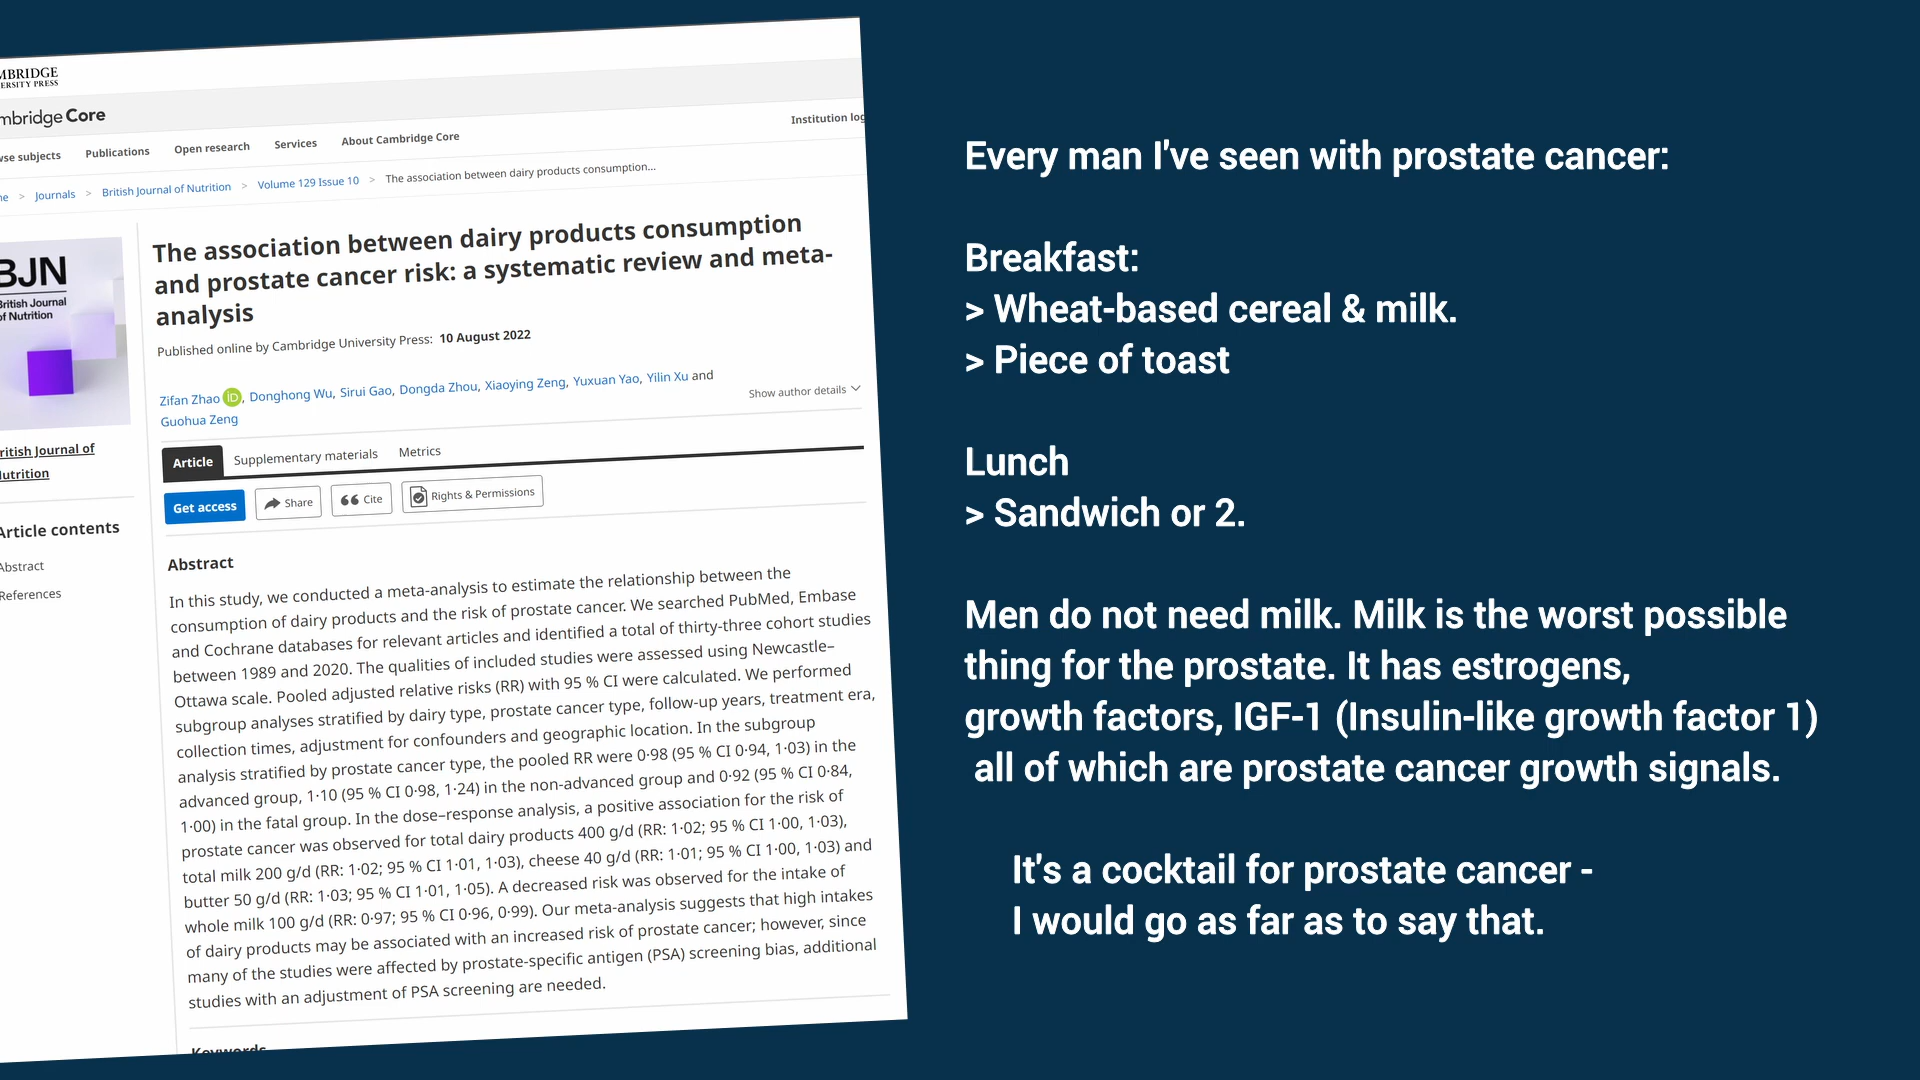 MBRIDGE
ERSITY PRESS
mbridge Core
wse subjects Publications Open research Services About Cambridge Core Institution log
ne > Journals > British Journal of Nutrition > Volume 129 Issue 10 > The association between dairy products consumption...
BJN
British Journal
of Nutrition
ritish Journal of
Nutrition
Article contents
Abstract
References
The association between dairy products consumption
and prostate cancer risk: a systematic review and meta-
analysis
Published online by Cambridge University Press: 10 August 2022
Zifan Zhao iD, Donghong Wu, Sirui Gao, Dongda Zhou, Xiaoying Zeng, Yuxuan Yao, Yilin Xu and
Guohua Zeng
Show author details
Article Supplementary materials Metrics
Get access Share Cite Rights & Permissions
Abstract
In this study, we conducted a meta-analysis to estimate the relationship between the
consumption of dairy products and the risk of prostate cancer. We searched PubMed, Embase
and Cochrane databases for relevant articles and identified a total of thirty-three cohort studies
between 1989 and 2020. The qualities of included studies were assessed using Newcastle–
Ottawa scale. Pooled adjusted relative risks (RR) with 95 % CI were calculated. We performed
subgroup analyses stratified by dairy type, prostate cancer type, follow-up years, treatment era,
collection times, adjustment for confounders and geographic location. In the subgroup
analysis stratified by prostate cancer type, the pooled RR were 0·98 (95 % CI 0·94, 1·03) in the
advanced group, 1·10 (95 % CI 0·98, 1·24) in the non-advanced group and 0·92 (95 % CI 0·84,
1·00) in the fatal group. In the dose–response analysis, a positive association for the risk of
prostate cancer was observed for total dairy products 400 g/d (RR: 1·02; 95 % CI 1·00, 1·03),
total milk 200 g/d (RR: 1·02; 95 % CI 1·01, 1·03), cheese 40 g/d (RR: 1·01; 95 % CI 1·00, 1·03) and
butter 50 g/d (RR: 1·03; 95 % CI 1·01, 1·05). A decreased risk was observed for the intake of
whole milk 100 g/d (RR: 0·97; 95 % CI 0·96, 0·99). Our meta-analysis suggests that high intakes
of dairy products may be associated with an increased risk of prostate cancer; however, since
many of the studies were affected by prostate-specific antigen (PSA) screening bias, additional
studies with an adjustment of PSA screening are needed.
Keywords
Every man I've seen with prostate cancer:
Breakfast:
> Wheat-based cereal & milk.
> Piece of toast
Lunch
> Sandwich or 2.
Men do not need milk. Milk is the worst possible
thing for the prostate. It has estrogens,
growth factors, IGF-1 (Insulin-like growth factor 1)
all of which are prostate cancer growth signals.
It's a cocktail for prostate cancer -
I would go as far as to say that.